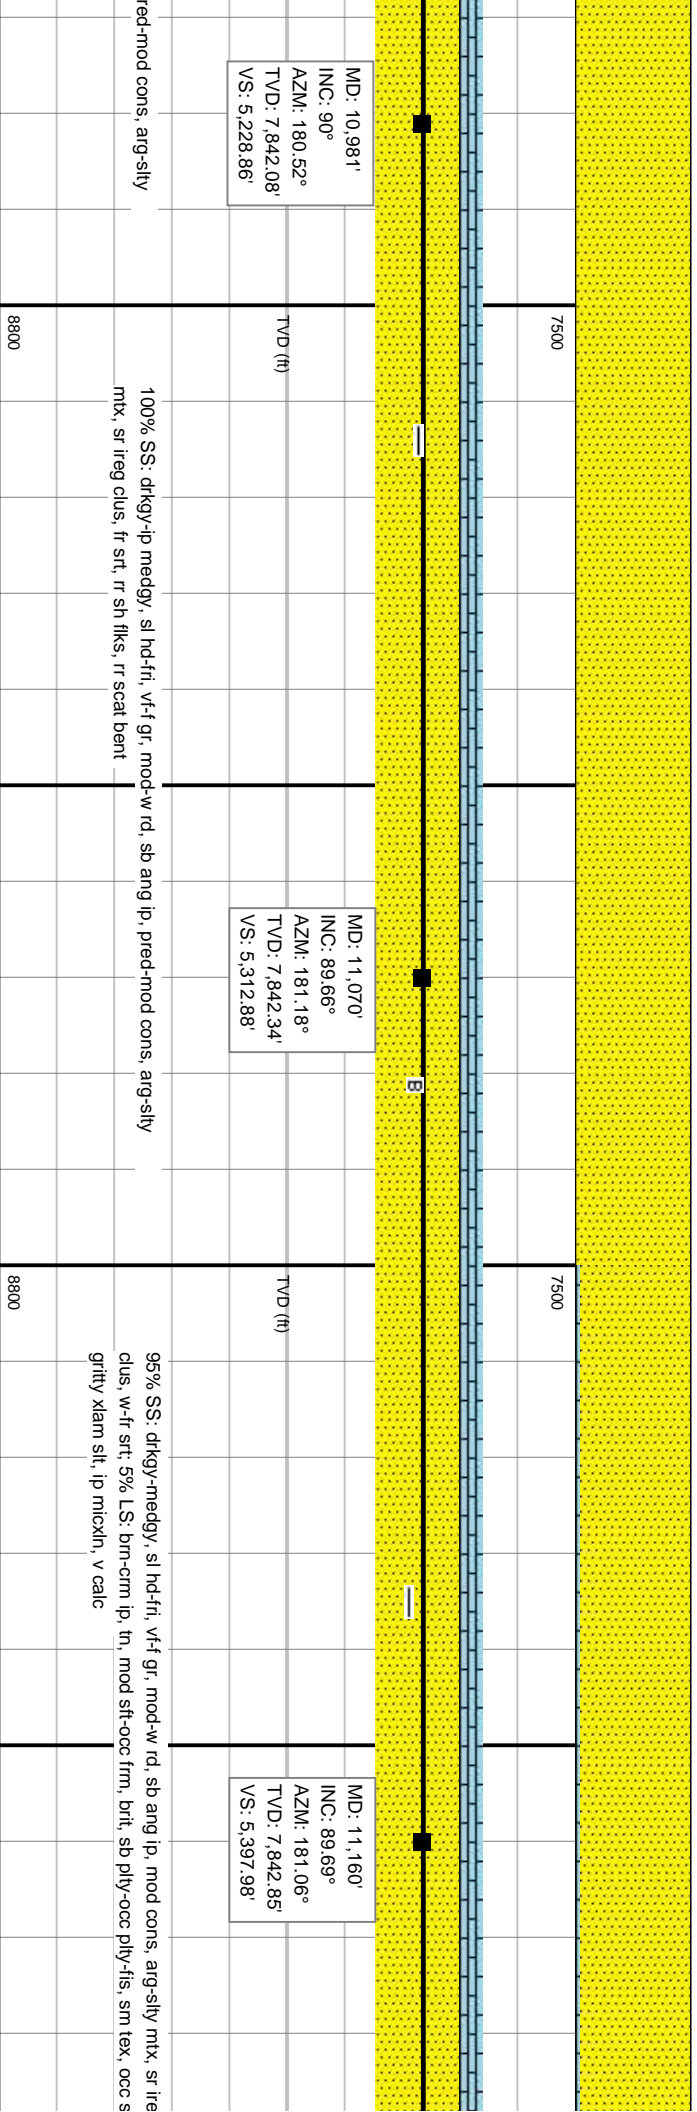 red-mod cons, arg-slty
MD: 10,981'
INC: 90°
AZM: 180.52°
TVD: 7,842.08'
VS: 5,228.86'
7500
TVD (ft)
8800
100% SS: drkgy-ip medgy, sl hd-fri, vf-f gr, mod-w rd, sb ang ip, pred-mod cons, arg-slty
mtx, sr ireg clus, fr srt, rr sh flks, rr scat bent
MD: 11,070'
INC: 89.66°
AZM: 181.18°
TVD: 7,842.34'
VS: 5,312.88'
B
7500
TVD (ft)
8800
95% SS: drkgy-medgy, sl hd-fri, vf-f gr, mod-w rd, sb ang ip, mod cons, arg-slty mtx, sr ire
clus, w-fr srt; 5% LS: brn-crm ip, tn, mod sft-occ frm, brit, sb plty-occ plty-fis, sm tex, occ s
gritty xlam slt, ip micxln, v calc
MD: 11,160'
INC: 89.69°
AZM: 181.06°
TVD: 7,842.85'
VS: 5,397.98'